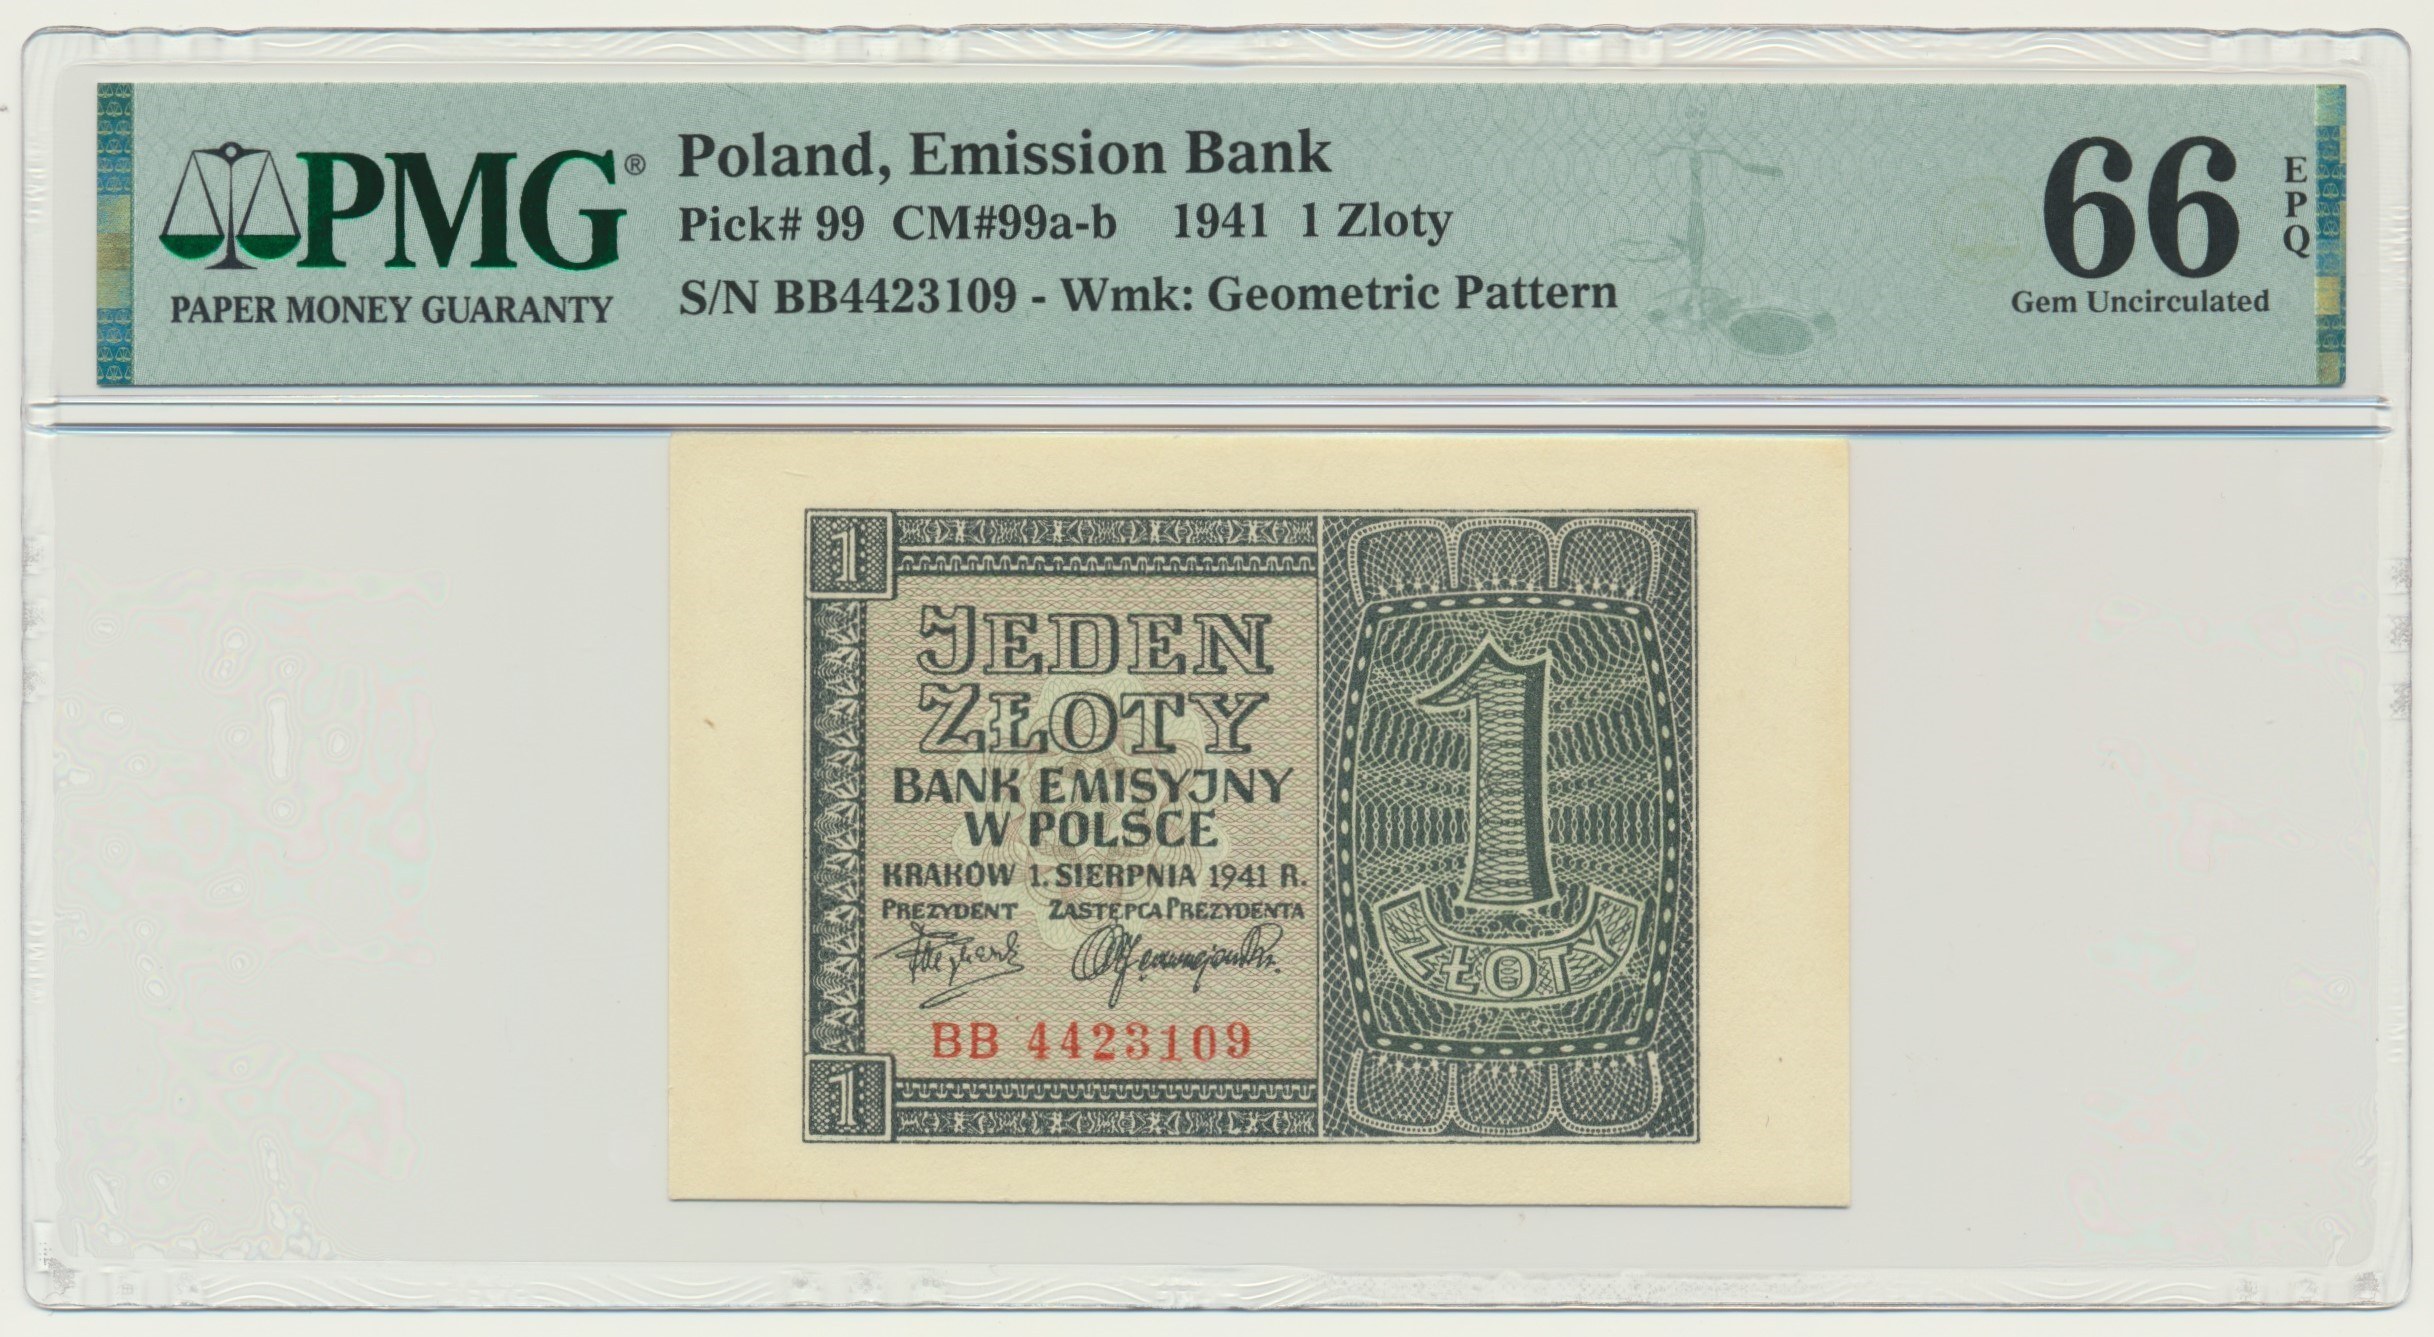 PMG®
PAPER MONEY GUARANTY
Poland, Emission Bank
Pick# 99 CM#99a-b 1941 1 Zloty
S/N BB4423109 - Wmk: Geometric Pattern
66
EPQ
Gem Uncirculated
1
JEDEN
ZŁOTY
BANK EMISYJNY
W POLSCE
KRAKÓW 1. SIERPNIA 1941 R.
PREZYDENT ZASTĘPCA PREZYDENTA
BB 4423109
1
1
ZŁOTY